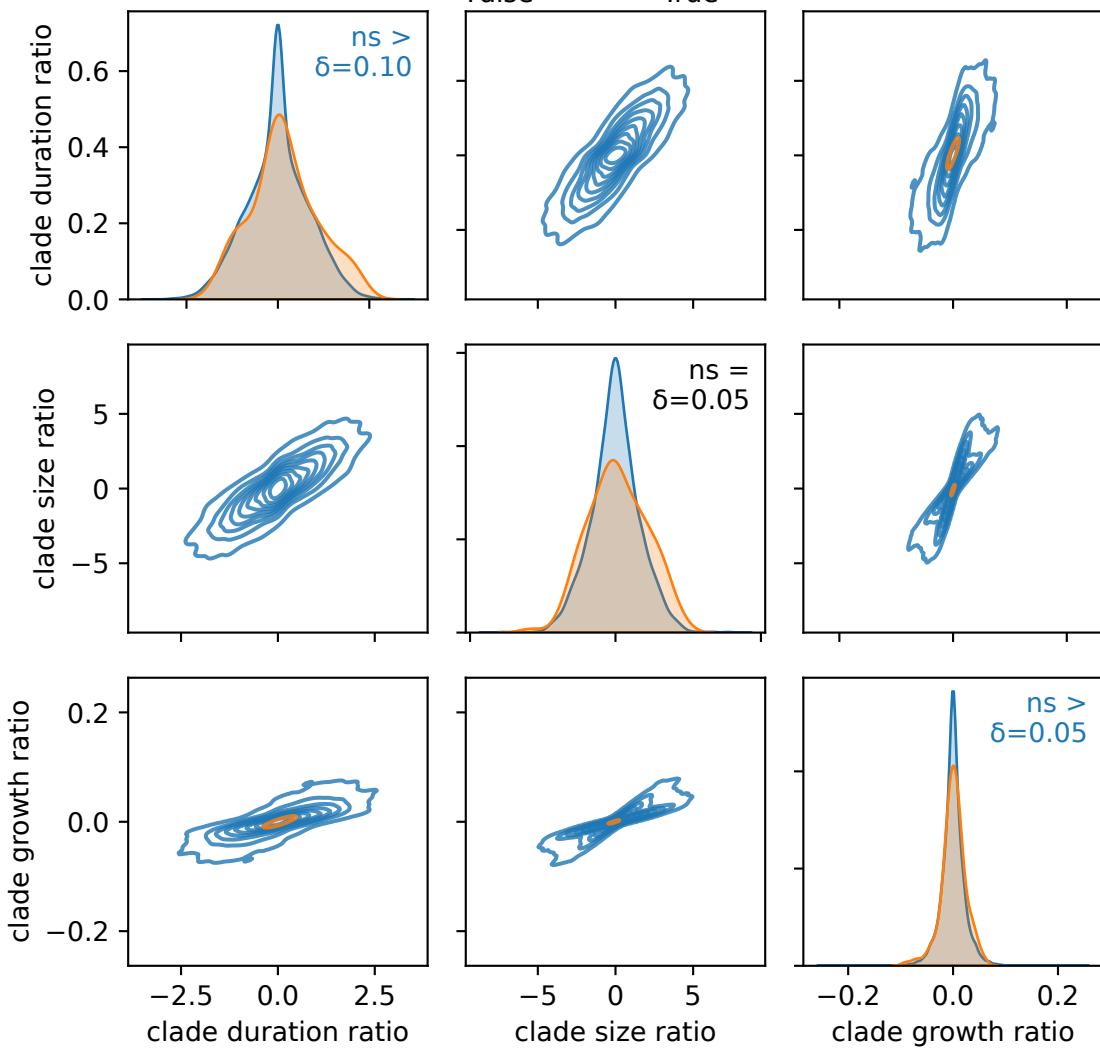 True
clade duration ratio
0.6
0.4
0.2
0.0
ns >
δ=0.10
clade size ratio
5
0
−5
ns =
δ=0.05
clade growth ratio
0.2
0.0
−0.2
ns >
δ=0.05
−2.5 0.0 2.5
clade duration ratio
−5 0 5
clade size ratio
−0.2 0.0 0.2
clade growth ratio